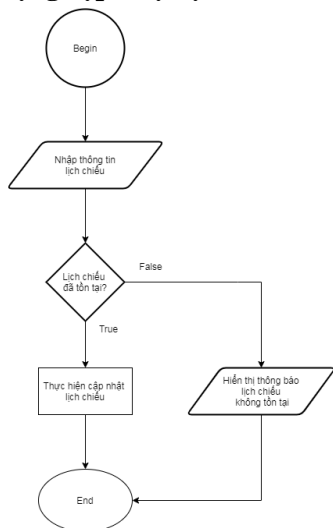 Begin
Nhập thông tin
lịch chiếu
Lịch chiếu
đã tồn tại?
False
True
Thực hiện cập nhật
lịch chiếu
Hiển thị thông báo
lịch chiếu
không tồn tại
End